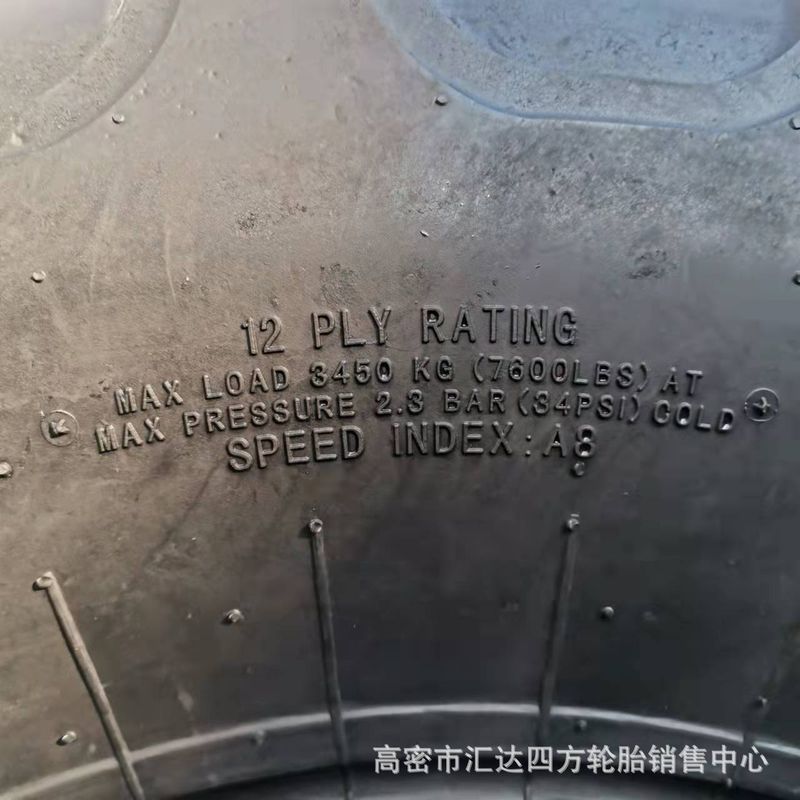 12 PLY RATING
MAX LOAD 3450 KG (7600LBS) AT
MAX PRESSURE 2.3 BAR (34PSI) COLD
SPEED INDEX: A8
高密市汇达四方轮胎销售中心